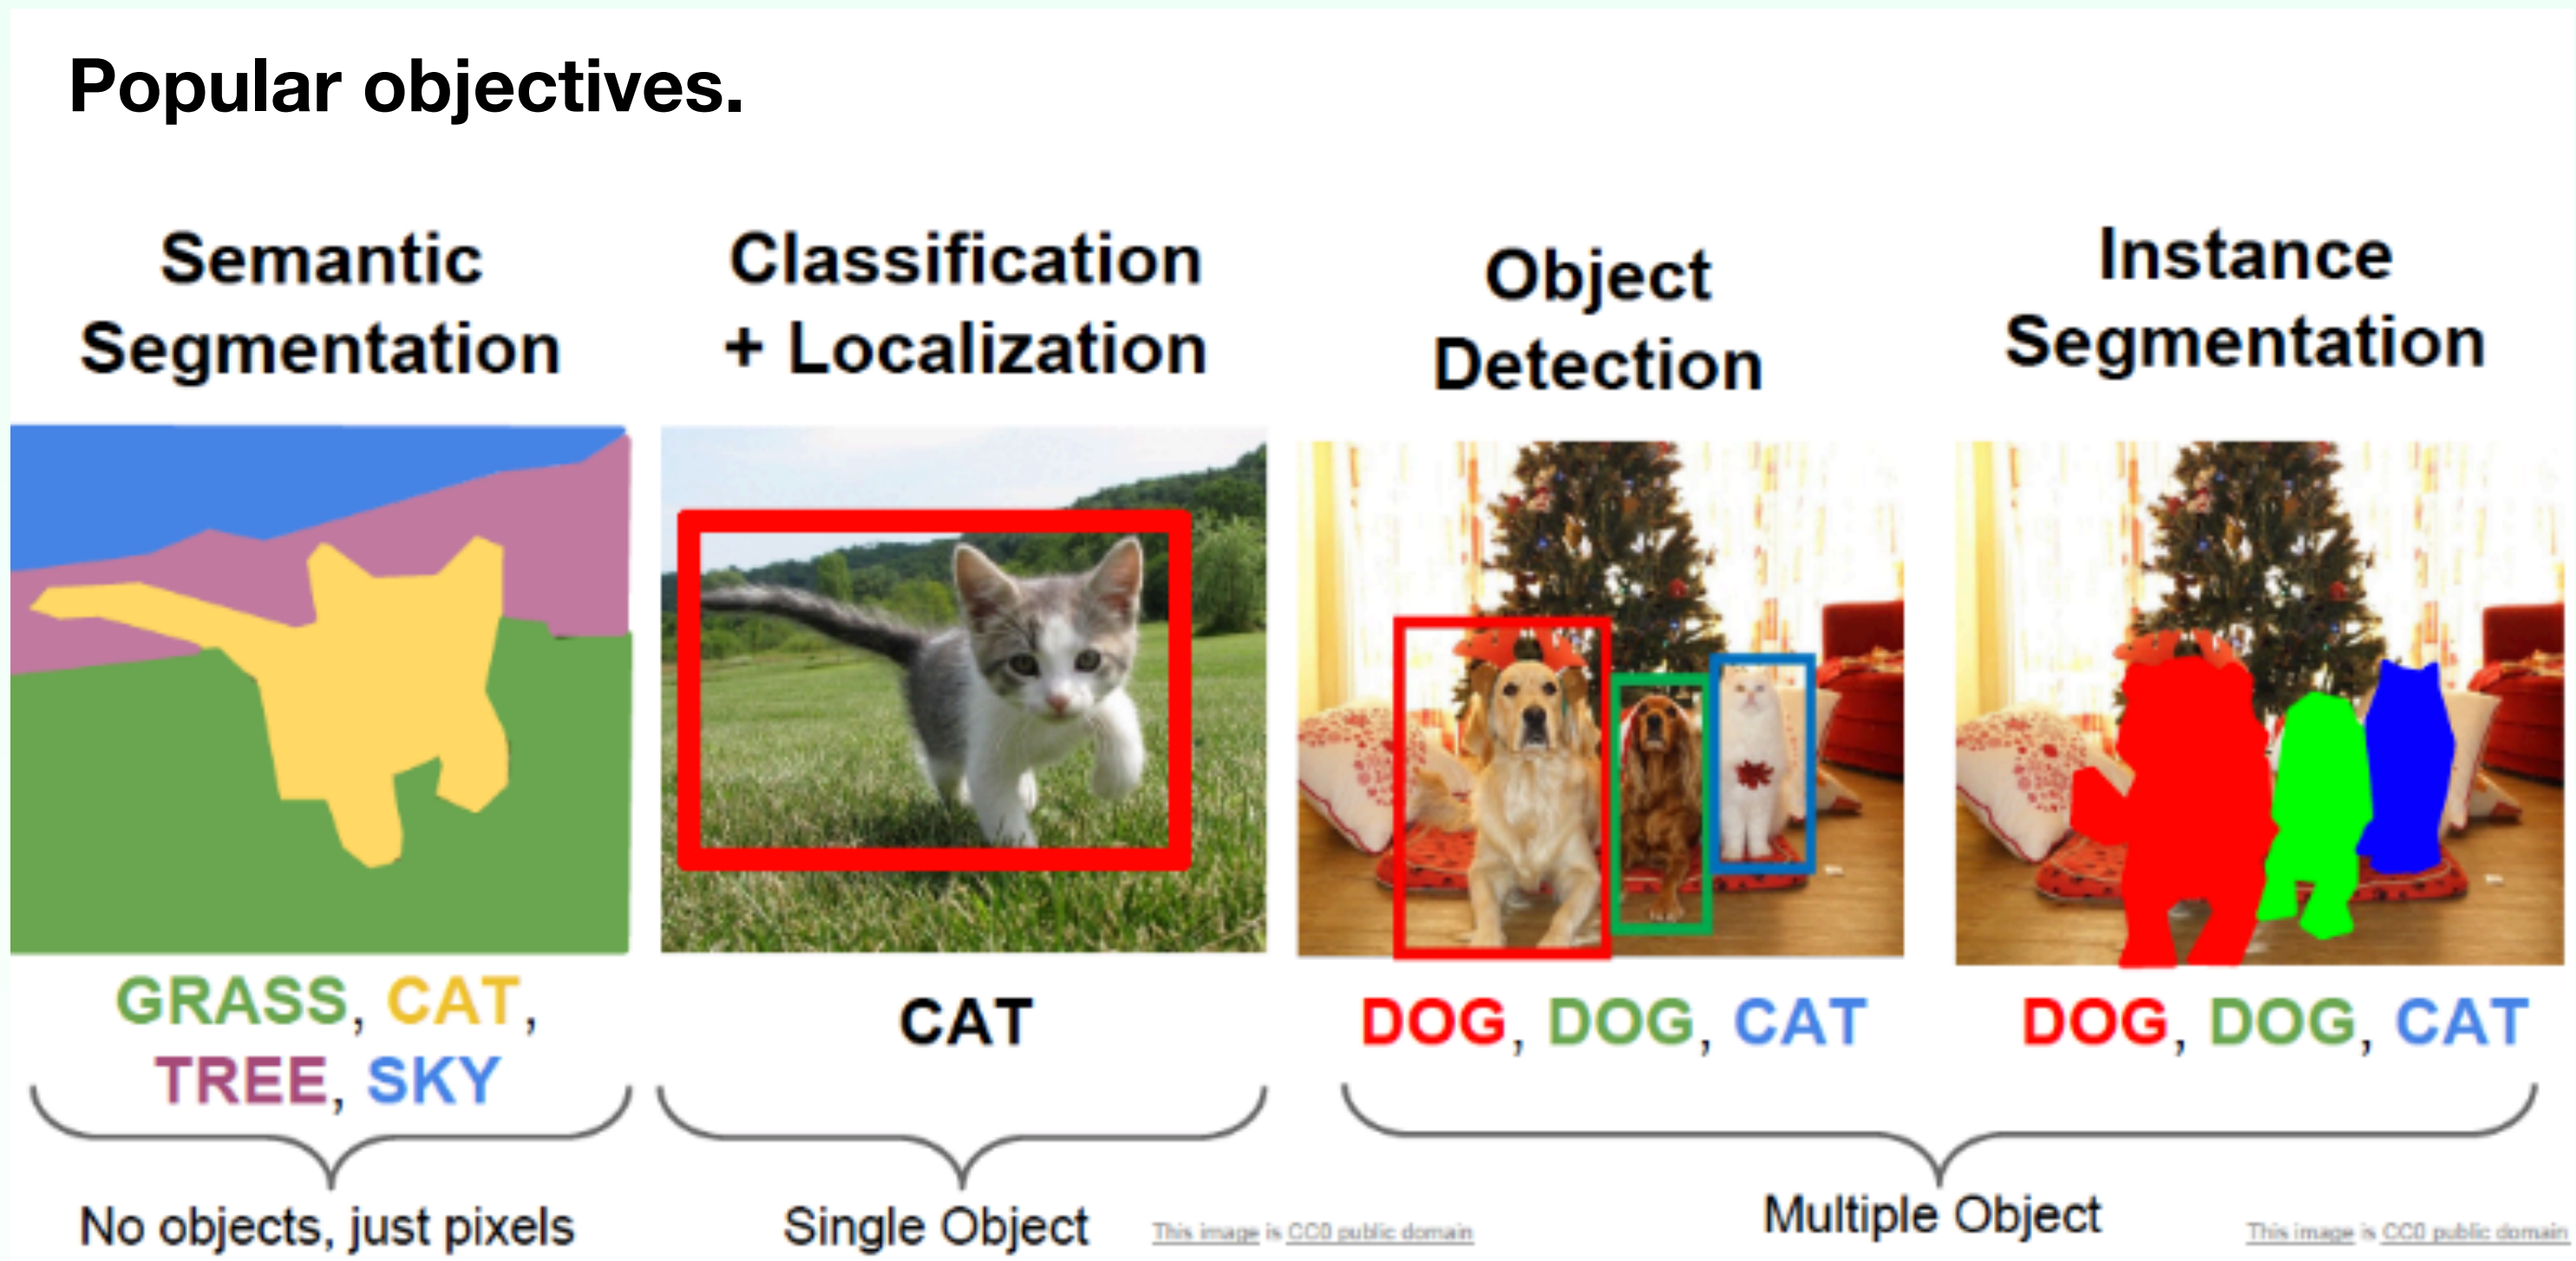 Popular objectives.
Semantic
Segmentation
Classification
+ Localization
Object
Detection
Instance
Segmentation
GRASS, CAT,
TREE, SKY
CAT
DOG, DOG, CAT
DOG, DOG, CAT
No objects, just pixels
Single Object
This image is CC0 public domain
Multiple Object
This image is CC0 public domain